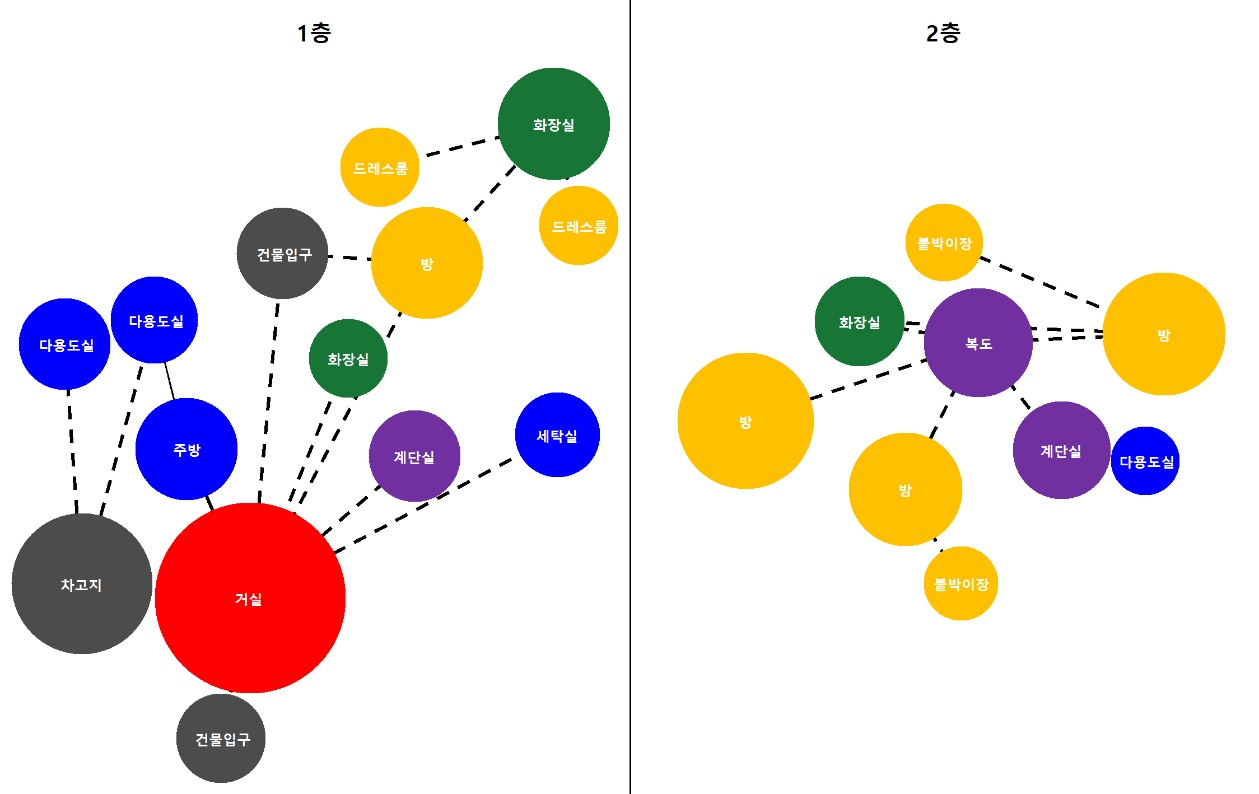 1층
화장실
드레스룸
드레스룸
건물입구
방
다용도실
다용도실
화장실
주방
계단실
세탁실
차고지
거실
건물입구
2층
붙박이장
화장실
복도
방
방
계단실
다용도실
방
붙박이장